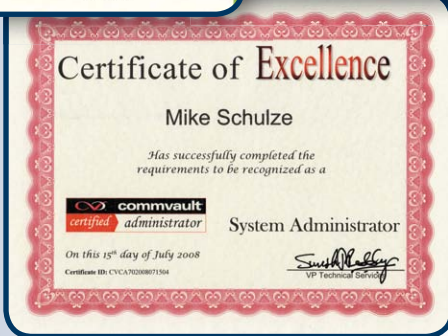 Certificate of Excellence
Mike Schulze
Has successfully completed the
requirements to be recognized as a
commvault
certified administrator
System Administrator
On this 15th day of July 2008
Certificate ID: CVCA702008071504
VP Technical Services